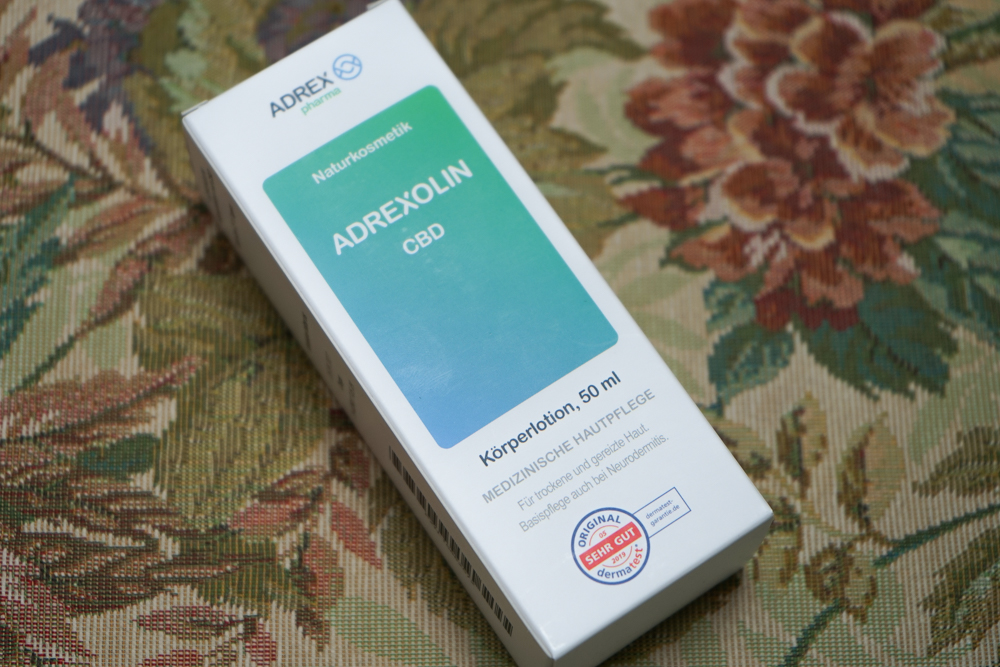 ADREX
pharma
Naturkosmetik
ADREXOLIN
CBD
Körperlotion, 50 ml
MEDIZINISCHE HAUTPFLEGE
Für trockene und gereizte Haut.
Basispflege auch bei Neurodermitis.
ORIGINAL
05
SEHR GUT
2019
dermatest®
dermatest-
garantie.de